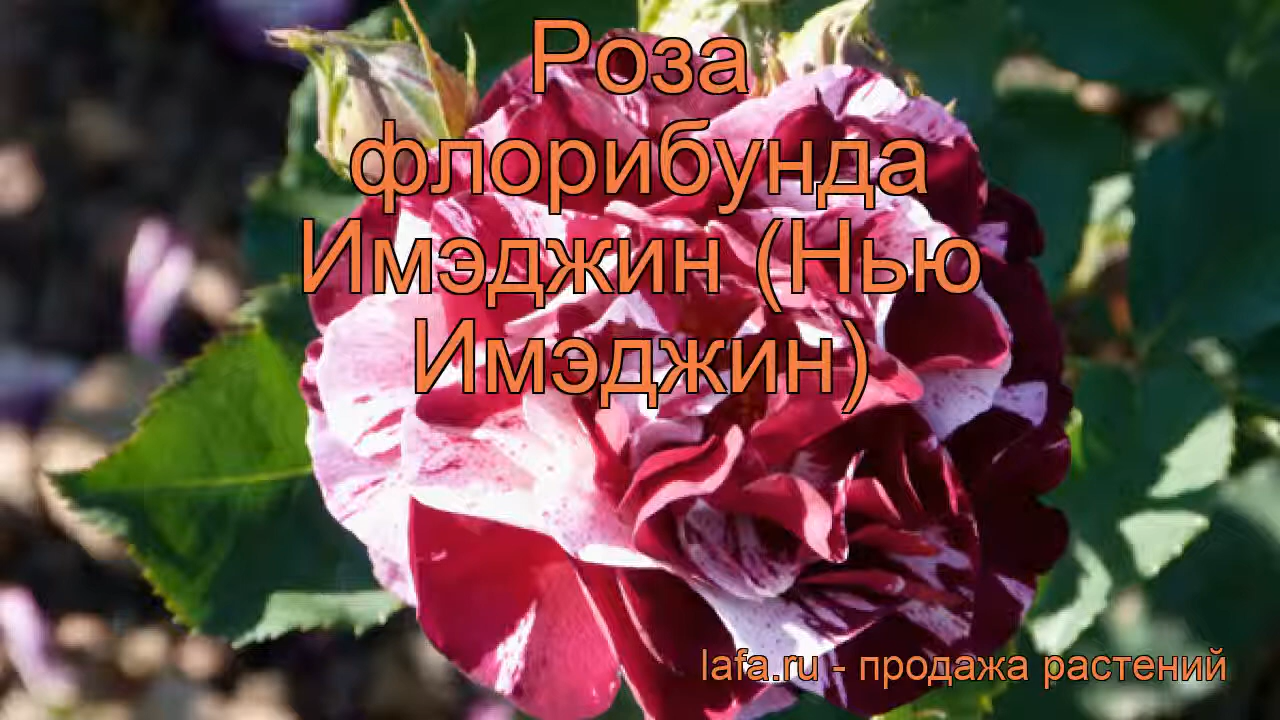 Роза
флорибунда
Имэджин (Нью
Имэджин)
lafa.ru - продажа растений